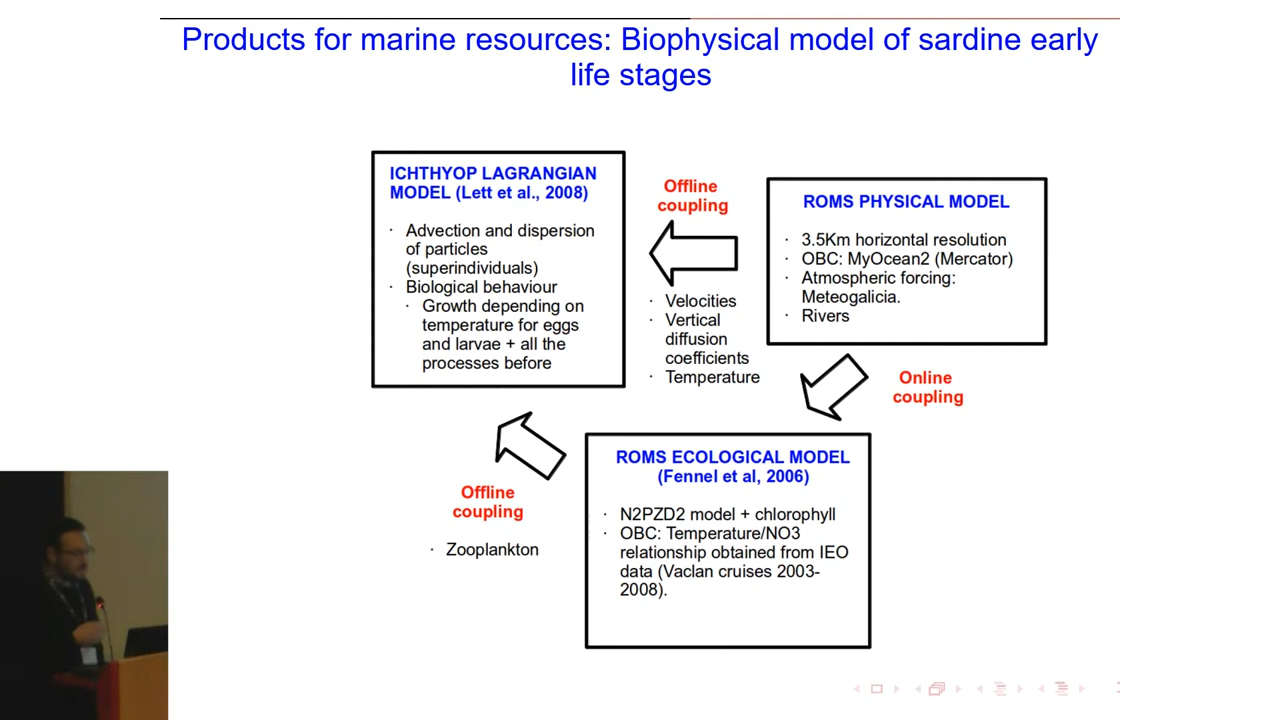 Products for marine resources: Biophysical model of sardine early
life stages
ICHTHYOP LAGRANGIAN
MODEL (Lett et al., 2008)
· Advection and dispersion
of particles
(superindividuals)
· Biological behaviour
· Growth depending on
temperature for eggs
and larvae + all the
processes before
Offline
coupling
· Velocities
· Vertical
diffusion
coefficients
· Temperature
ROMS PHYSICAL MODEL
· 3.5Km horizontal resolution
· OBC: MyOcean2 (Mercator)
· Atmospheric forcing:
Meteogalicia.
· Rivers
Online
coupling
Offline
coupling
· Zooplankton
ROMS ECOLOGICAL MODEL
(Fennel et al, 2006)
· N2PZD2 model + chlorophyll
· OBC: Temperature/NO3
relationship obtained from IEO
data (Vaclan cruises 2003-
2008).